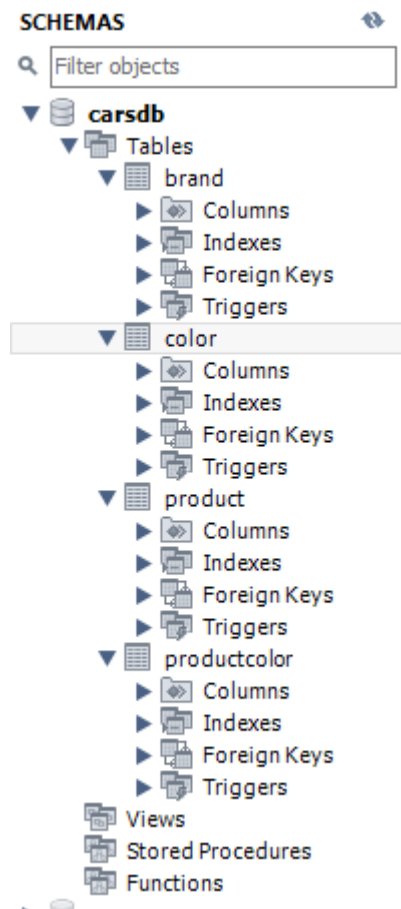 SCHEMAS
Filter objects
carsdb
Tables
brand
Columns
Indexes
Foreign Keys
Triggers
color
Columns
Indexes
Foreign Keys
Triggers
product
Columns
Indexes
Foreign Keys
Triggers
productcolor
Columns
Indexes
Foreign Keys
Triggers
Views
Stored Procedures
Functions